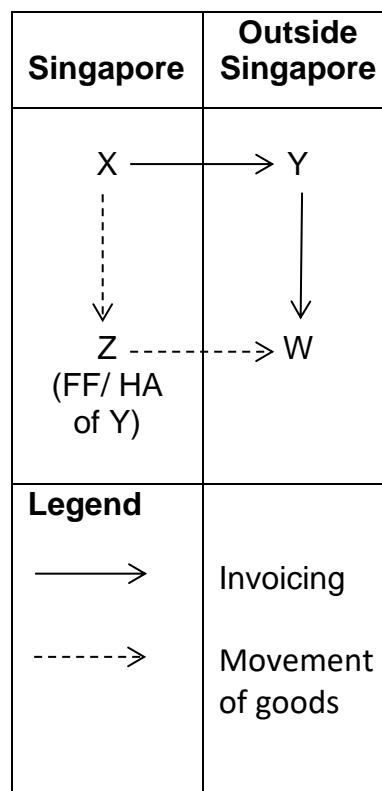 Singapore
Outside
Singapore
X
Y
Z
W
(FF/ HA
of Y)
Legend
Invoicing
Movement
of goods